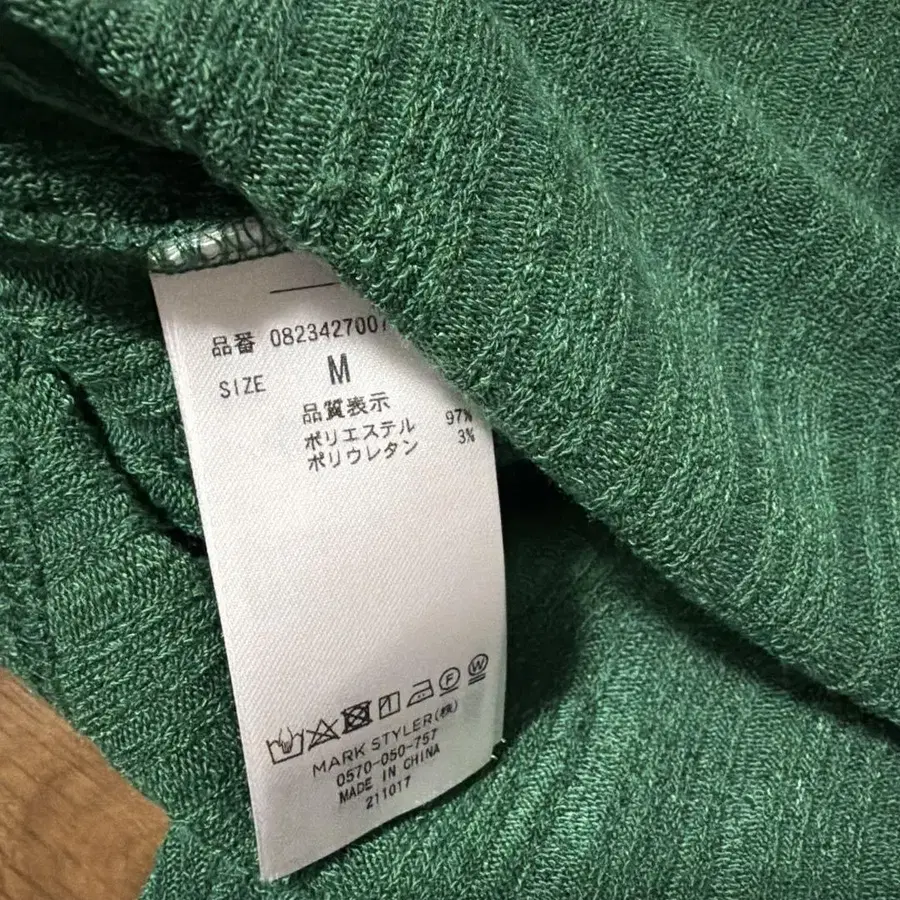 品番 0823427007
SIZE M
品質表示
ポリエステル 97%
ポリウレタン 3%
F W
MARK STYLER(株)
0570-050-757
MADE IN CHINA
211017